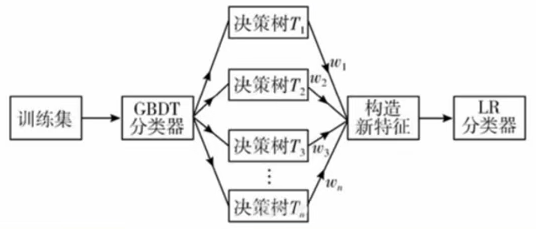 训练集
GBDT
分类器
决策树T1
决策树T2
决策树T3
⋮
决策树Tn
w1
w2
w3
wn
构造
新特征
LR
分类器